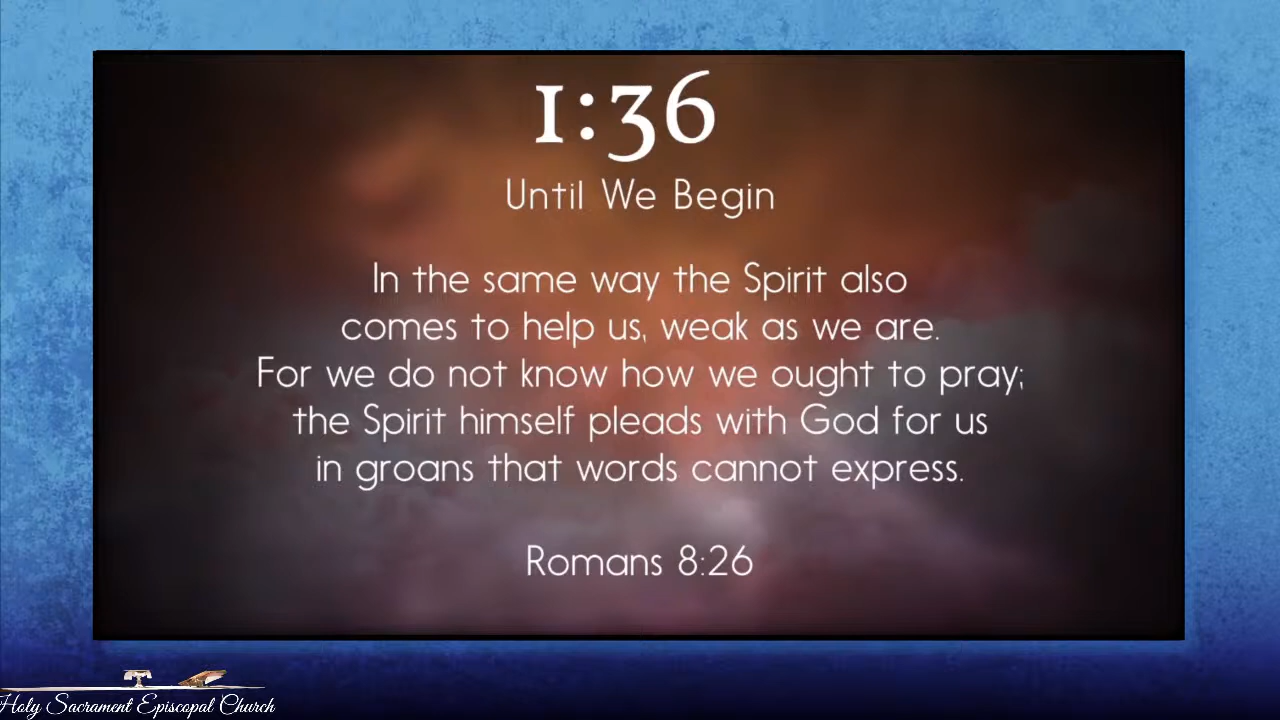 1:36
Until We Begin
In the same way the Spirit also
comes to help us, weak as we are.
For we do not know how we ought to pray;
the Spirit himself pleads with God for us
in groans that words cannot express.
Romans 8:26
Holy Sacrament Episcopal Church